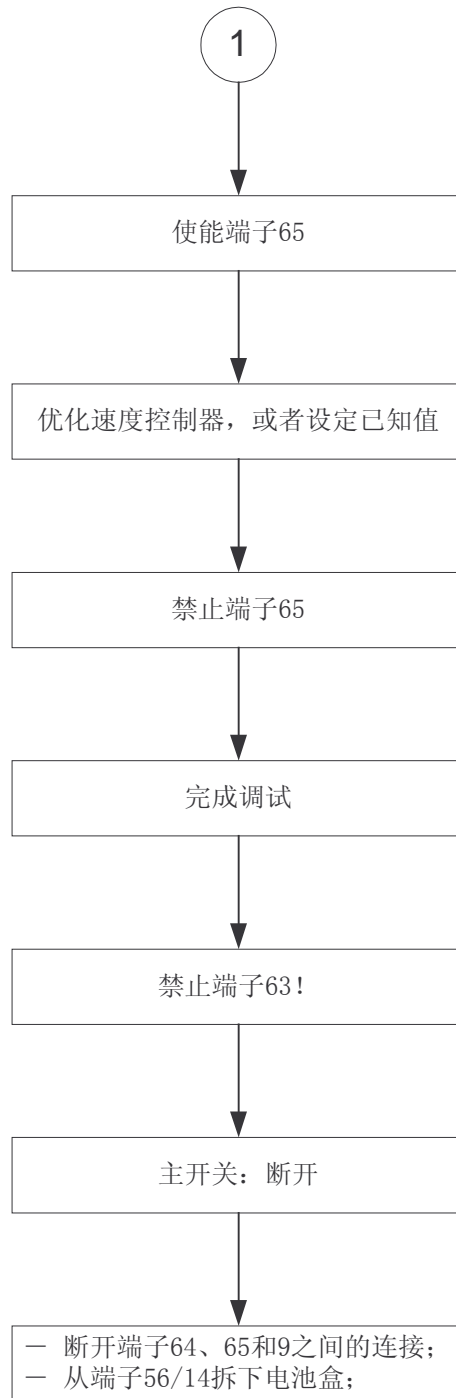 1
使能端子65
优化速度控制器，或者设定已知值
禁止端子65
完成调试
禁止端子63！
主开关：断开
— 断开端子64、65和9之间的连接；
— 从端子56/14拆下电池盒；